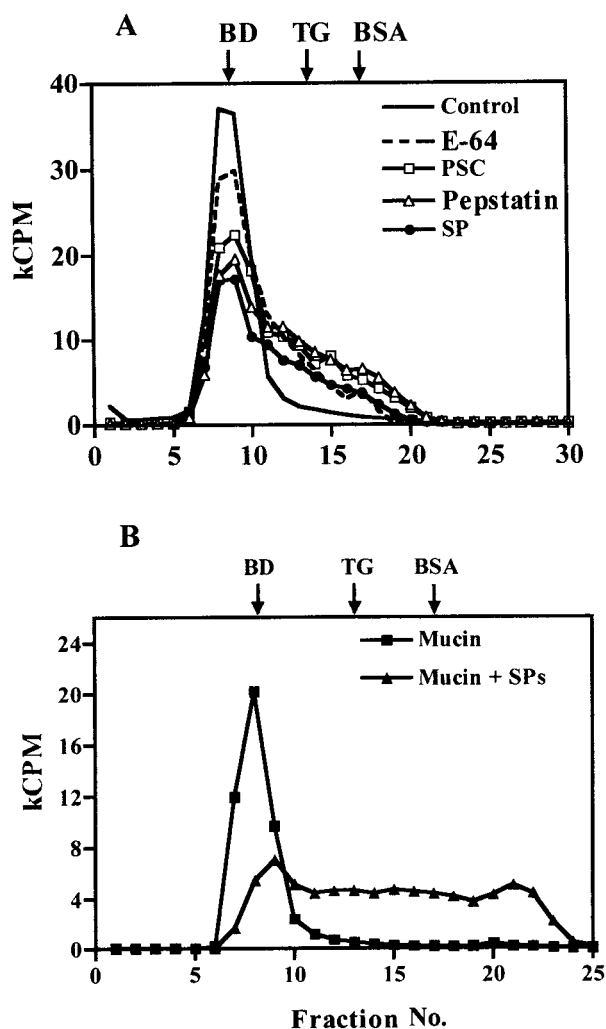 A
BD TG BSA
40
30
20
10
0
kCPM
Control
E-64
PSC
Pepstatin
SP
0 5 10 15 20 25 30
B
BD TG BSA
24
20
16
12
8
4
0
kCPM
Mucin
Mucin + SPs
0 5 10 15 20 25
Fraction No.